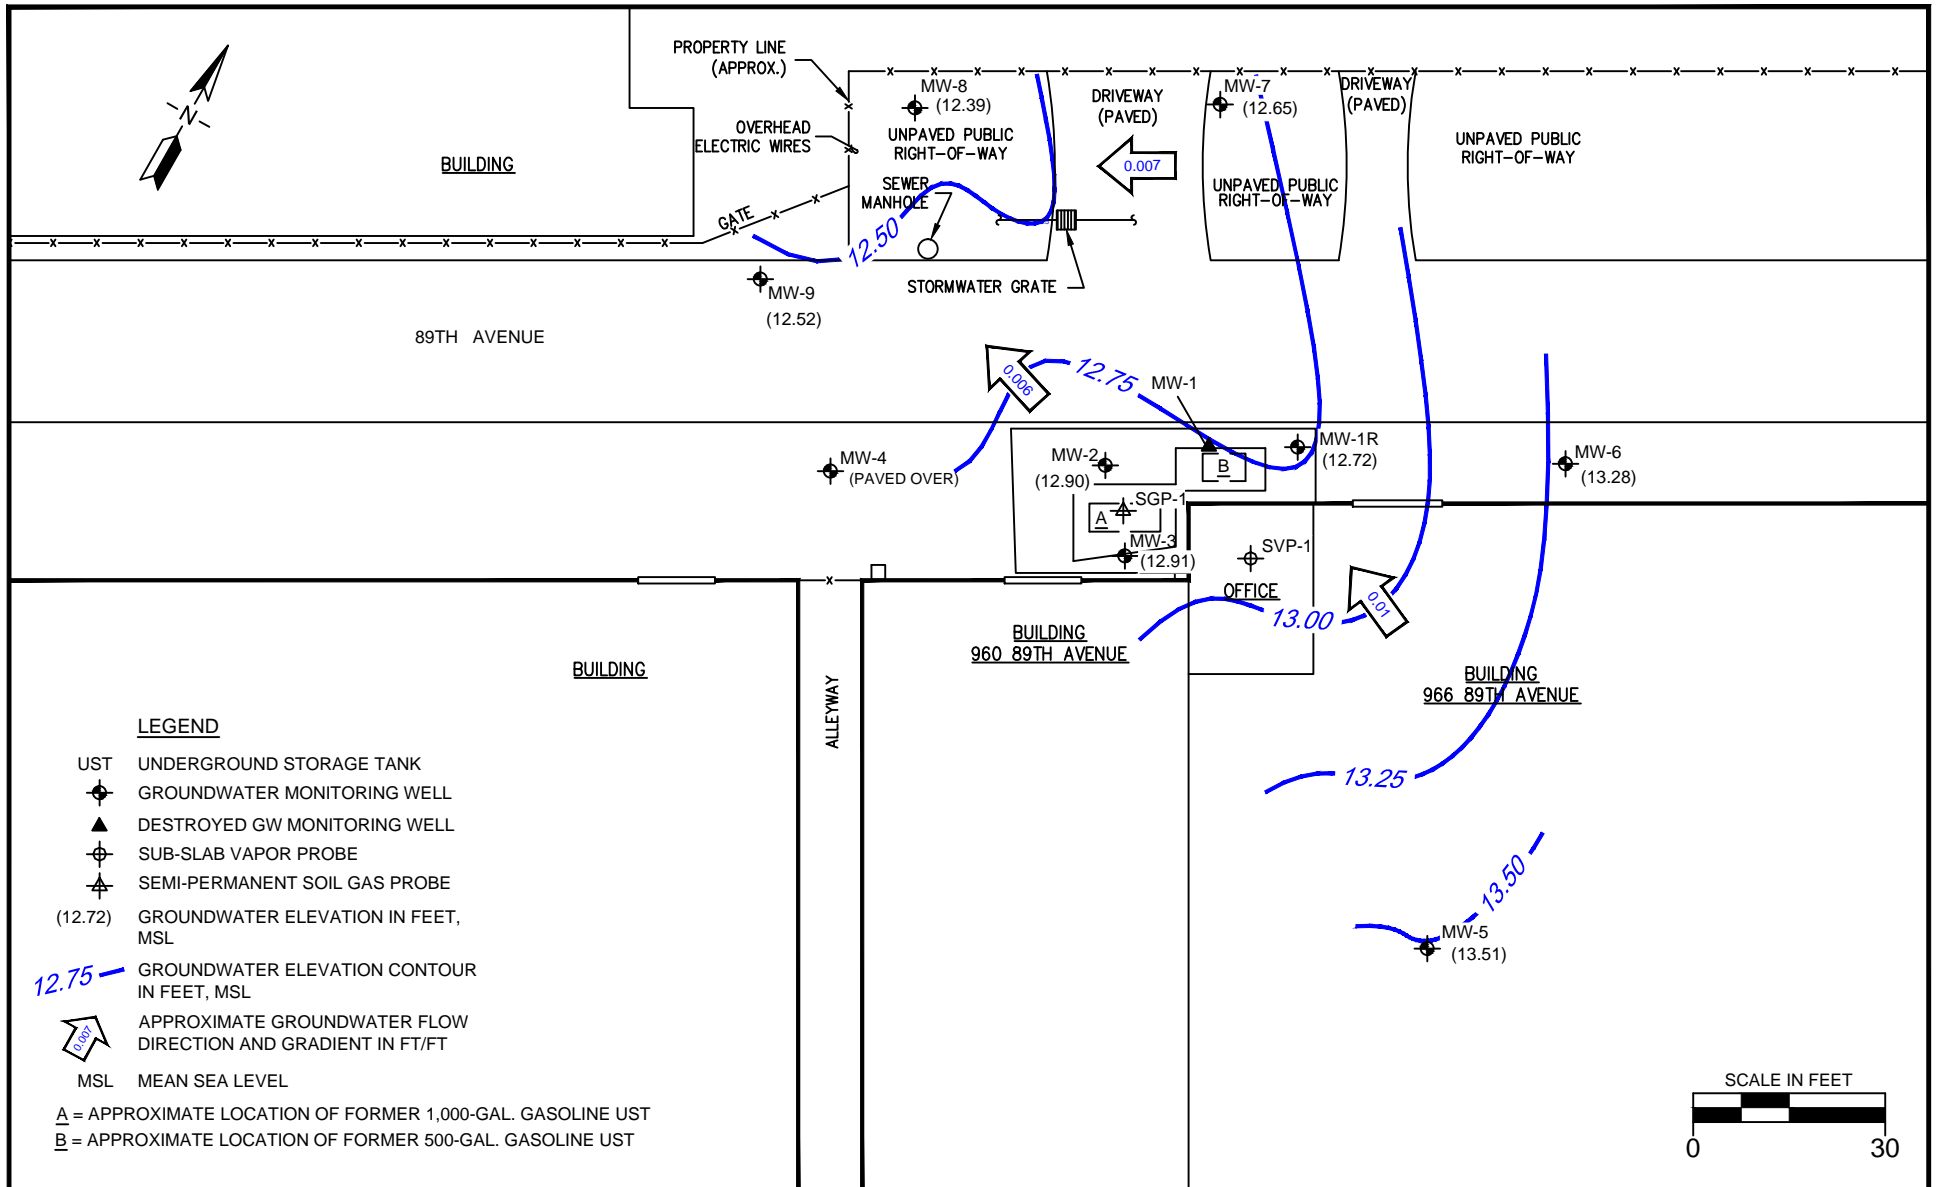 PROPERTY LINE
(APPROX.)
MW-8
(12.39)
DRIVEWAY
(PAVED)
MW-7
(12.65)
DRIVEWAY
(PAVED)
N
OVERHEAD
ELECTRIC WIRES
UNPAVED PUBLIC
RIGHT-OF-WAY
UNPAVED PUBLIC
RIGHT-OF-WAY
BUILDING
0.007
SEWER
MANHOLE
UNPAVED PUBLIC
RIGHT-OF-WAY
GATE
12.50
STORMWATER GRATE
MW-9
(12.52)
89TH AVENUE
0.006
12.75
MW-1
MW-4
(PAVED OVER)
MW-2
(12.90)
B
MW-1R
(12.72)
MW-6
(13.28)
SGP-1
A
MW-3
(12.91)
SVP-1
OFFICE
13.00
0.01
BUILDING
960 89TH AVENUE
BUILDING
BUILDING
966 89TH AVENUE
ALLEYWAY
13.25
13.50
MW-5
(13.51)
LEGEND
UST UNDERGROUND STORAGE TANK
GROUNDWATER MONITORING WELL
DESTROYED GW MONITORING WELL
SUB-SLAB VAPOR PROBE
SEMI-PERMANENT SOIL GAS PROBE
(12.72) GROUNDWATER ELEVATION IN FEET,
MSL
12.75 GROUNDWATER ELEVATION CONTOUR
IN FEET, MSL
0.007 APPROXIMATE GROUNDWATER FLOW
DIRECTION AND GRADIENT IN FT/FT
MSL MEAN SEA LEVEL
A = APPROXIMATE LOCATION OF FORMER 1,000-GAL. GASOLINE UST
B = APPROXIMATE LOCATION OF FORMER 500-GAL. GASOLINE UST
SCALE IN FEET
0 30